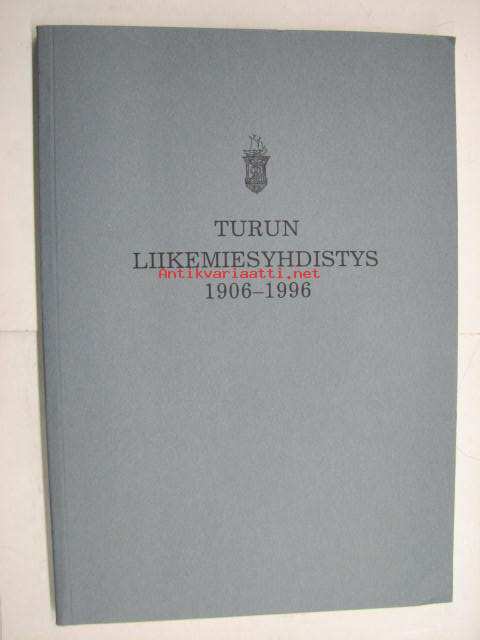 TURUN
LIIKEMIESYHDISTYS
Antikvariaatti.net
1906–1996